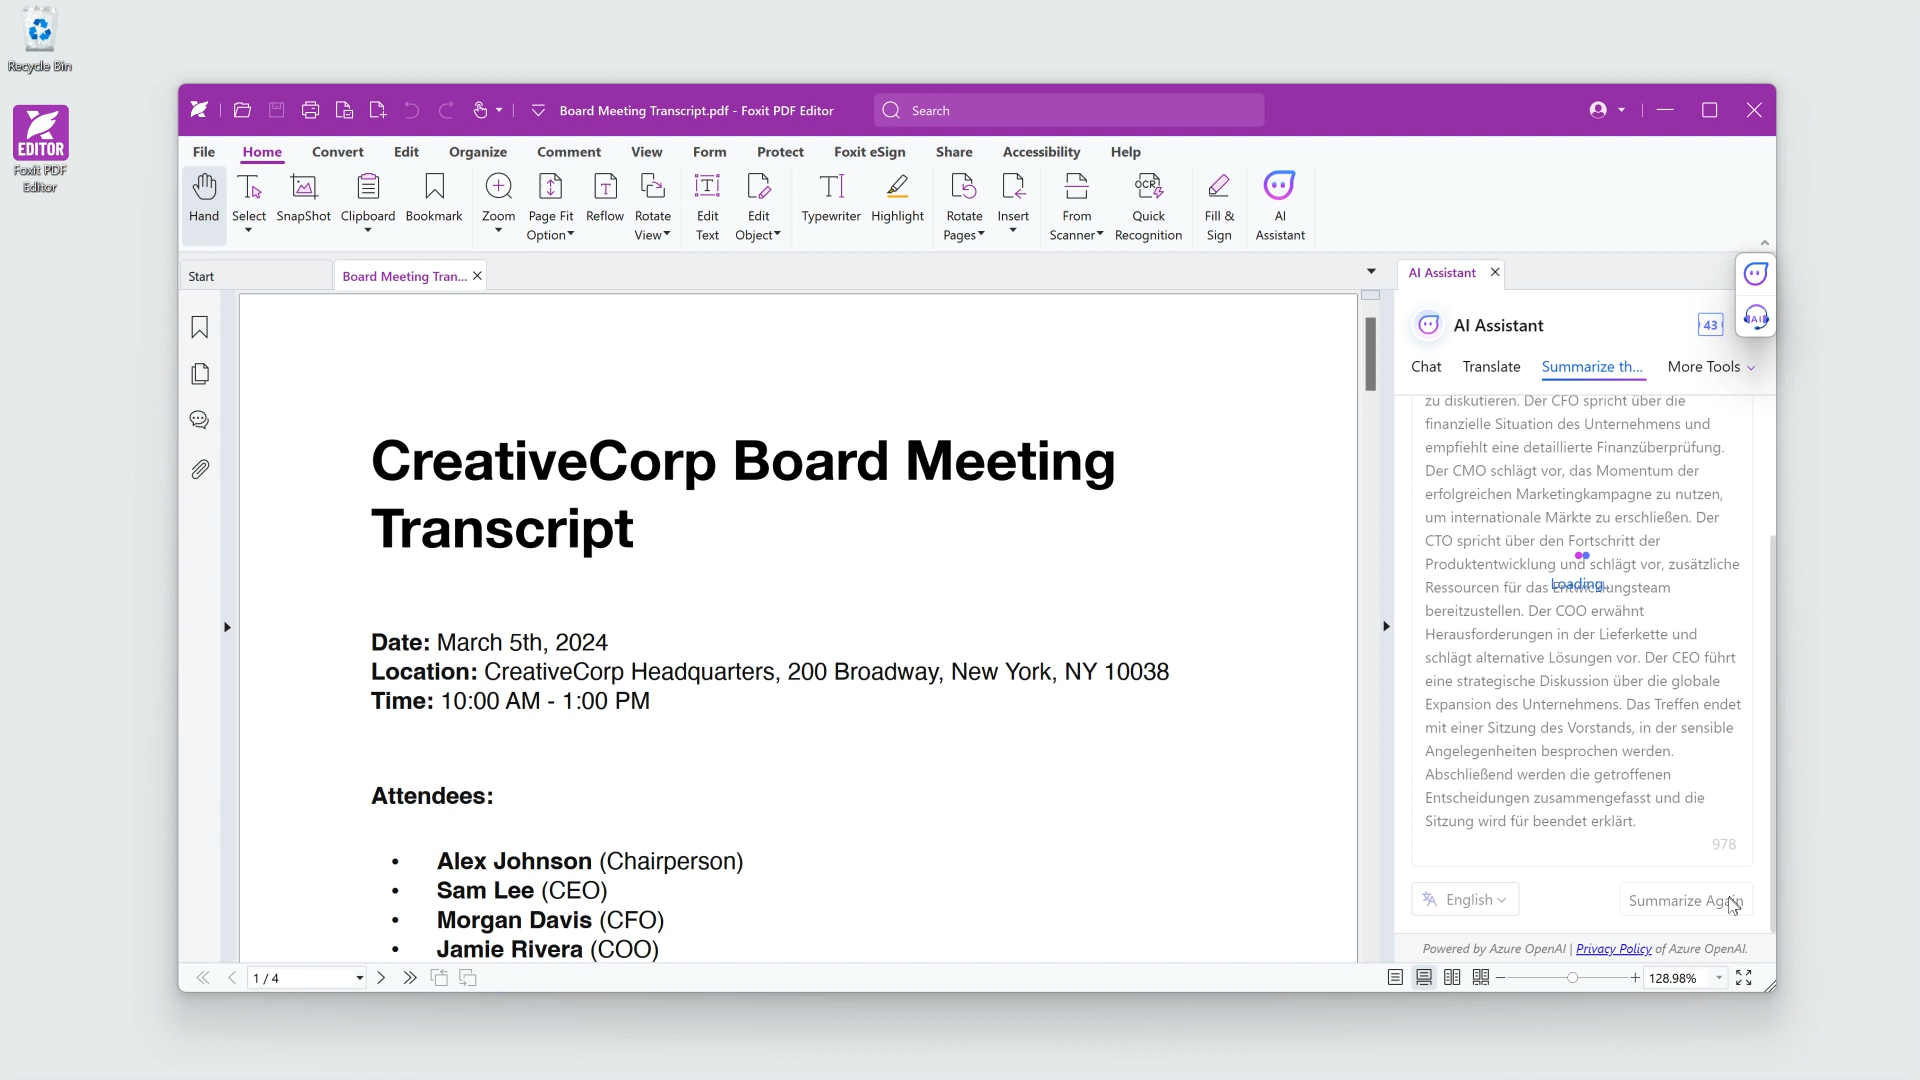 Recycle Bin
EDITOR
Foxit PDF
Editor
Board Meeting Transcript.pdf - Foxit PDF Editor
Search
File Home Convert Edit Organize Comment View Form Protect Foxit eSign Share Accessibility Help
Hand
Select
SnapShot
Clipboard
Bookmark
Zoom
Page Fit
Option
Reflow
Rotate
View
Edit
Text
Edit
Object
Typewriter
Highlight
Rotate
Pages
Insert
From
Scanner
OCR
Quick
Recognition
Fill &
Sign
AI
Assistant
Start
Board Meeting Tran...
CreativeCorp Board Meeting
Transcript
Date: March 5th, 2024
Location: CreativeCorp Headquarters, 200 Broadway, New York, NY 10038
Time: 10:00 AM - 1:00 PM
Attendees:
• Alex Johnson (Chairperson)
• Sam Lee (CEO)
• Morgan Davis (CFO)
• Jamie Rivera (COO)
AI Assistant
AI Assistant
43
AI
Chat Translate Summarize th... More Tools
zu diskutieren. Der CFO spricht über die
finanzielle Situation des Unternehmens und
empfiehlt eine detaillierte Finanzüberprüfung.
Der CMO schlägt vor, das Momentum der
erfolgreichen Marketingkampagne zu nutzen,
um internationale Märkte zu erschließen. Der
CTO spricht über den Fortschritt der
Produktentwicklung und schlägt vor, zusätzliche
Ressourcen für das Entwicklungsteam
Loading.
bereitzustellen. Der COO erwähnt
Herausforderungen in der Lieferkette und
schlägt alternative Lösungen vor. Der CEO führt
eine strategische Diskussion über die globale
Expansion des Unternehmens. Das Treffen endet
mit einer Sitzung des Vorstands, in der sensible
Angelegenheiten besprochen werden.
Abschließend werden die getroffenen
Entscheidungen zusammengefasst und die
Sitzung wird für beendet erklärt.
978
English
Summarize Again
Powered by Azure OpenAI | Privacy Policy of Azure OpenAI.
1 / 4
128.98%